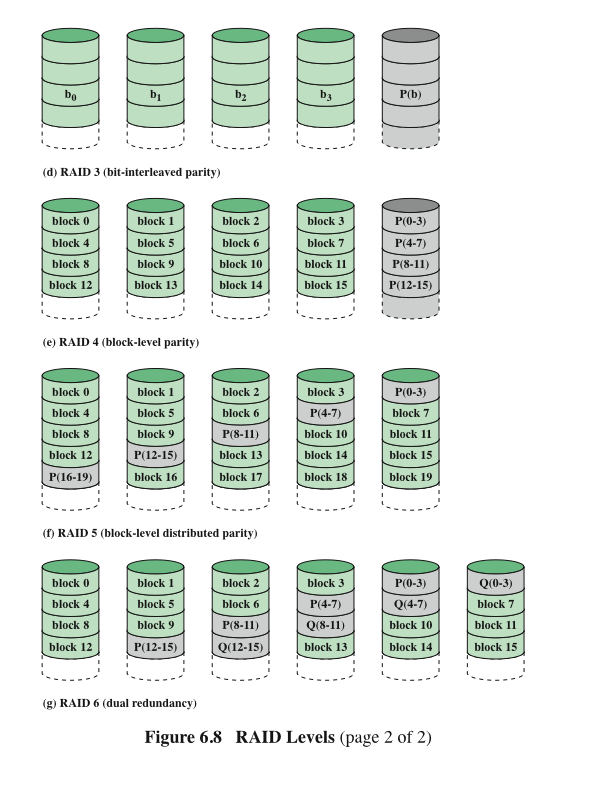 b0 b1 b2 b3 P(b)
(d) RAID 3 (bit-interleaved parity)
block 0 block 1 block 2 block 3 P(0-3)
block 4 block 5 block 6 block 7 P(4-7)
block 8 block 9 block 10 block 11 P(8-11)
block 12 block 13 block 14 block 15 P(12-15)
(e) RAID 4 (block-level parity)
block 0 block 1 block 2 block 3 P(0-3)
block 4 block 5 block 6 P(4-7) block 7
block 8 block 9 P(8-11) block 10 block 11
block 12 P(12-15) block 13 block 14 block 15
P(16-19) block 16 block 17 block 18 block 19
(f) RAID 5 (block-level distributed parity)
block 0 block 1 block 2 block 3 P(0-3) Q(0-3)
block 4 block 5 block 6 P(4-7) Q(4-7) block 7
block 8 block 9 P(8-11) Q(8-11) block 10 block 11
block 12 P(12-15) Q(12-15) block 13 block 14 block 15
(g) RAID 6 (dual redundancy)
Figure 6.8 RAID Levels (page 2 of 2)